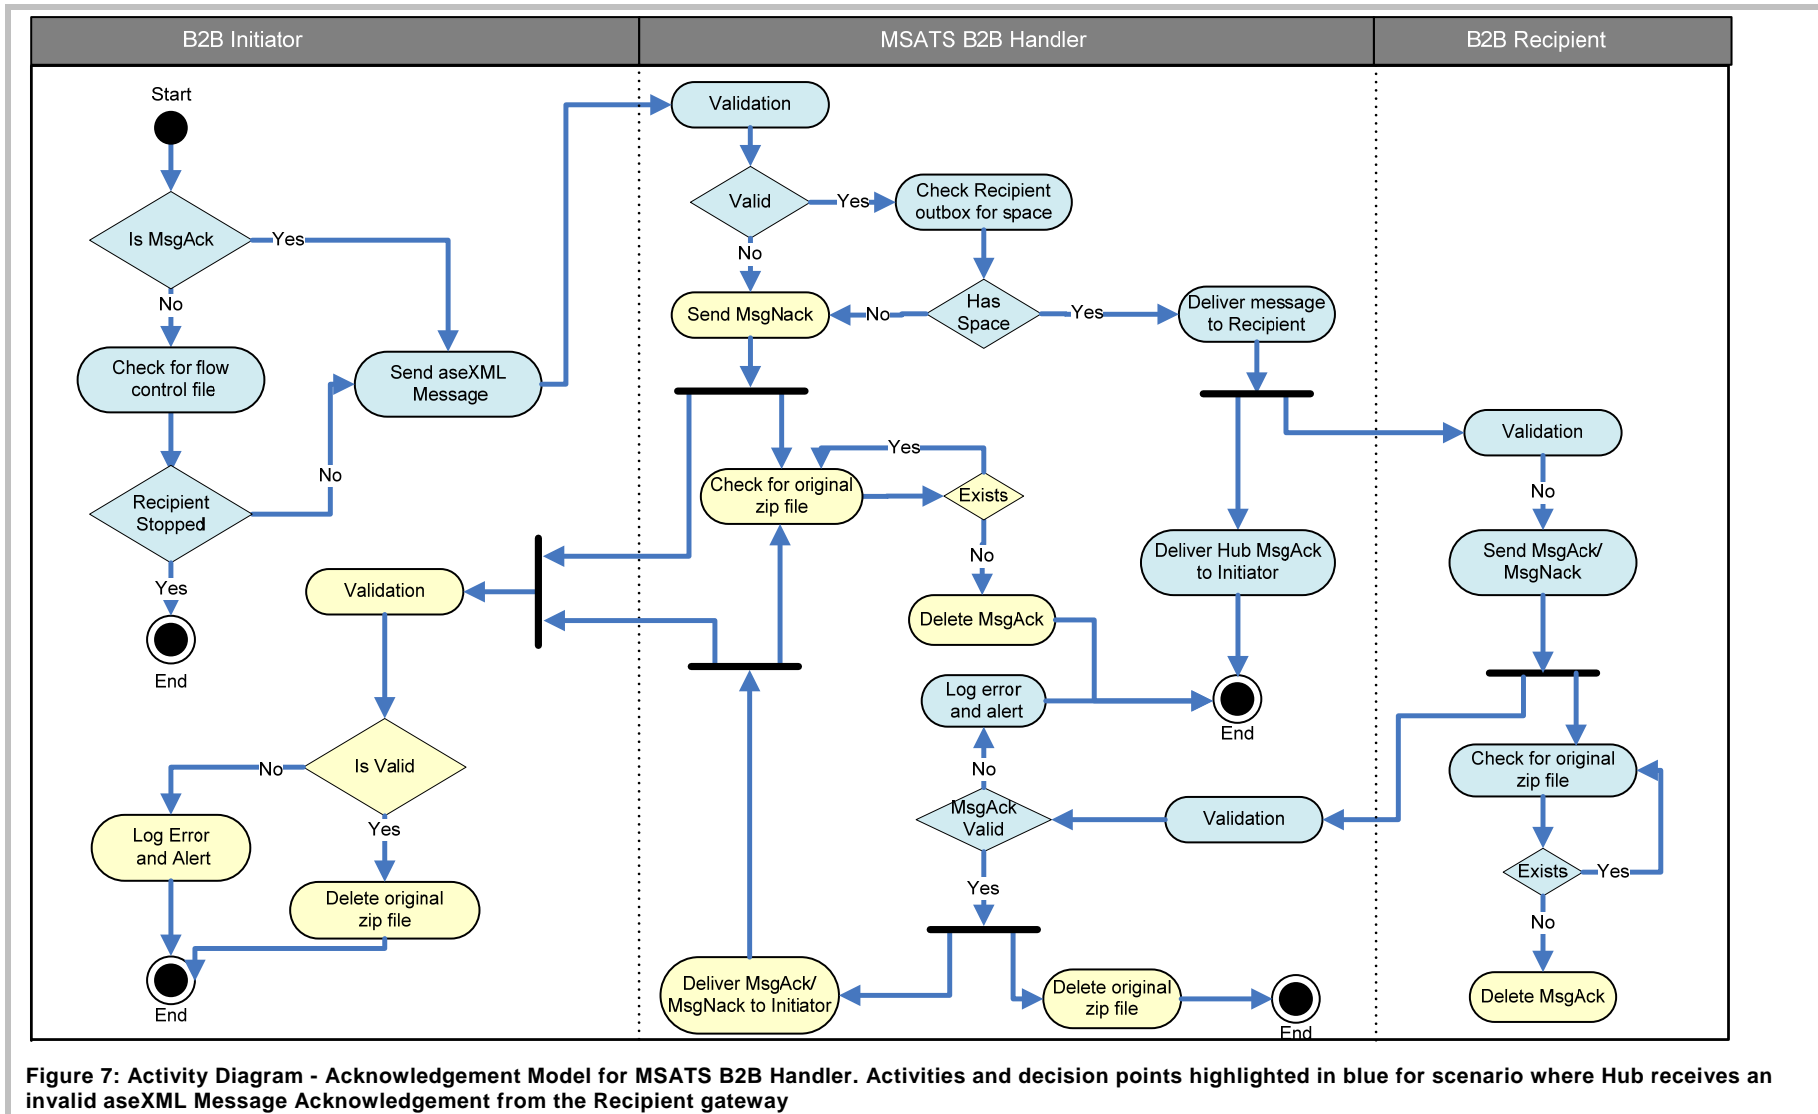 B2B Initiator
MSATS B2B Handler
B2B Recipient
Start
Is MsgAck
Yes
No
Check for flow
control file
Send aseXML
Message
No
Recipient
Stopped
Yes
End
Validation
Is Valid
No
Yes
Log Error
and Alert
Delete original
zip file
End
Validation
Valid
Yes
Check Recipient
outbox for space
No
Send MsgNack
No
Has
Space
Yes
Deliver message
to Recipient
Yes
Check for original
zip file
Exists
No
Deliver Hub MsgAck
to Initiator
Delete MsgAck
Log error
and alert
End
No
MsgAck
Valid
Validation
Yes
Deliver MsgAck/
MsgNack to Initiator
Delete original
zip file
End
Validation
No
Send MsgAck/
MsgNack
Check for original
zip file
Exists
Yes
No
Delete MsgAck
Figure 7: Activity Diagram - Acknowledgement Model for MSATS B2B Handler. Activities and decision points highlighted in blue for scenario where Hub receives an
invalid aseXML Message Acknowledgement from the Recipient gateway